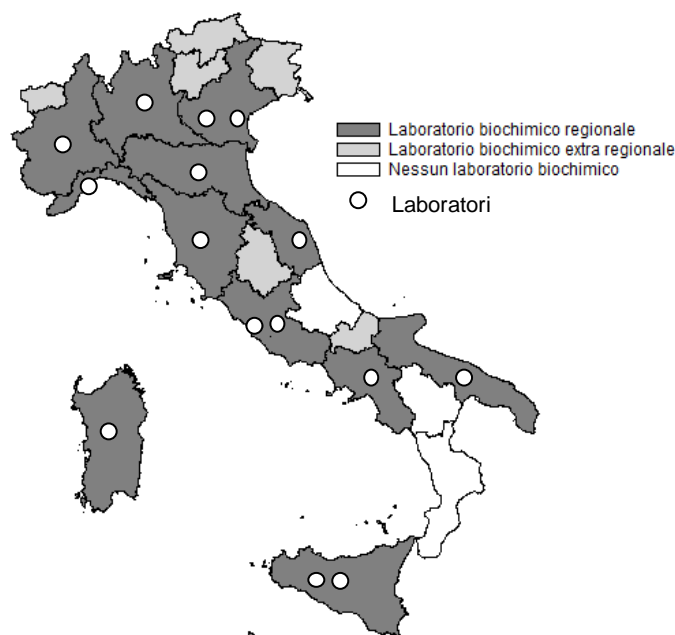 Laboratorio biochimico regionale
Laboratorio biochimico extra regionale
Nessun laboratorio biochimico
Laboratori